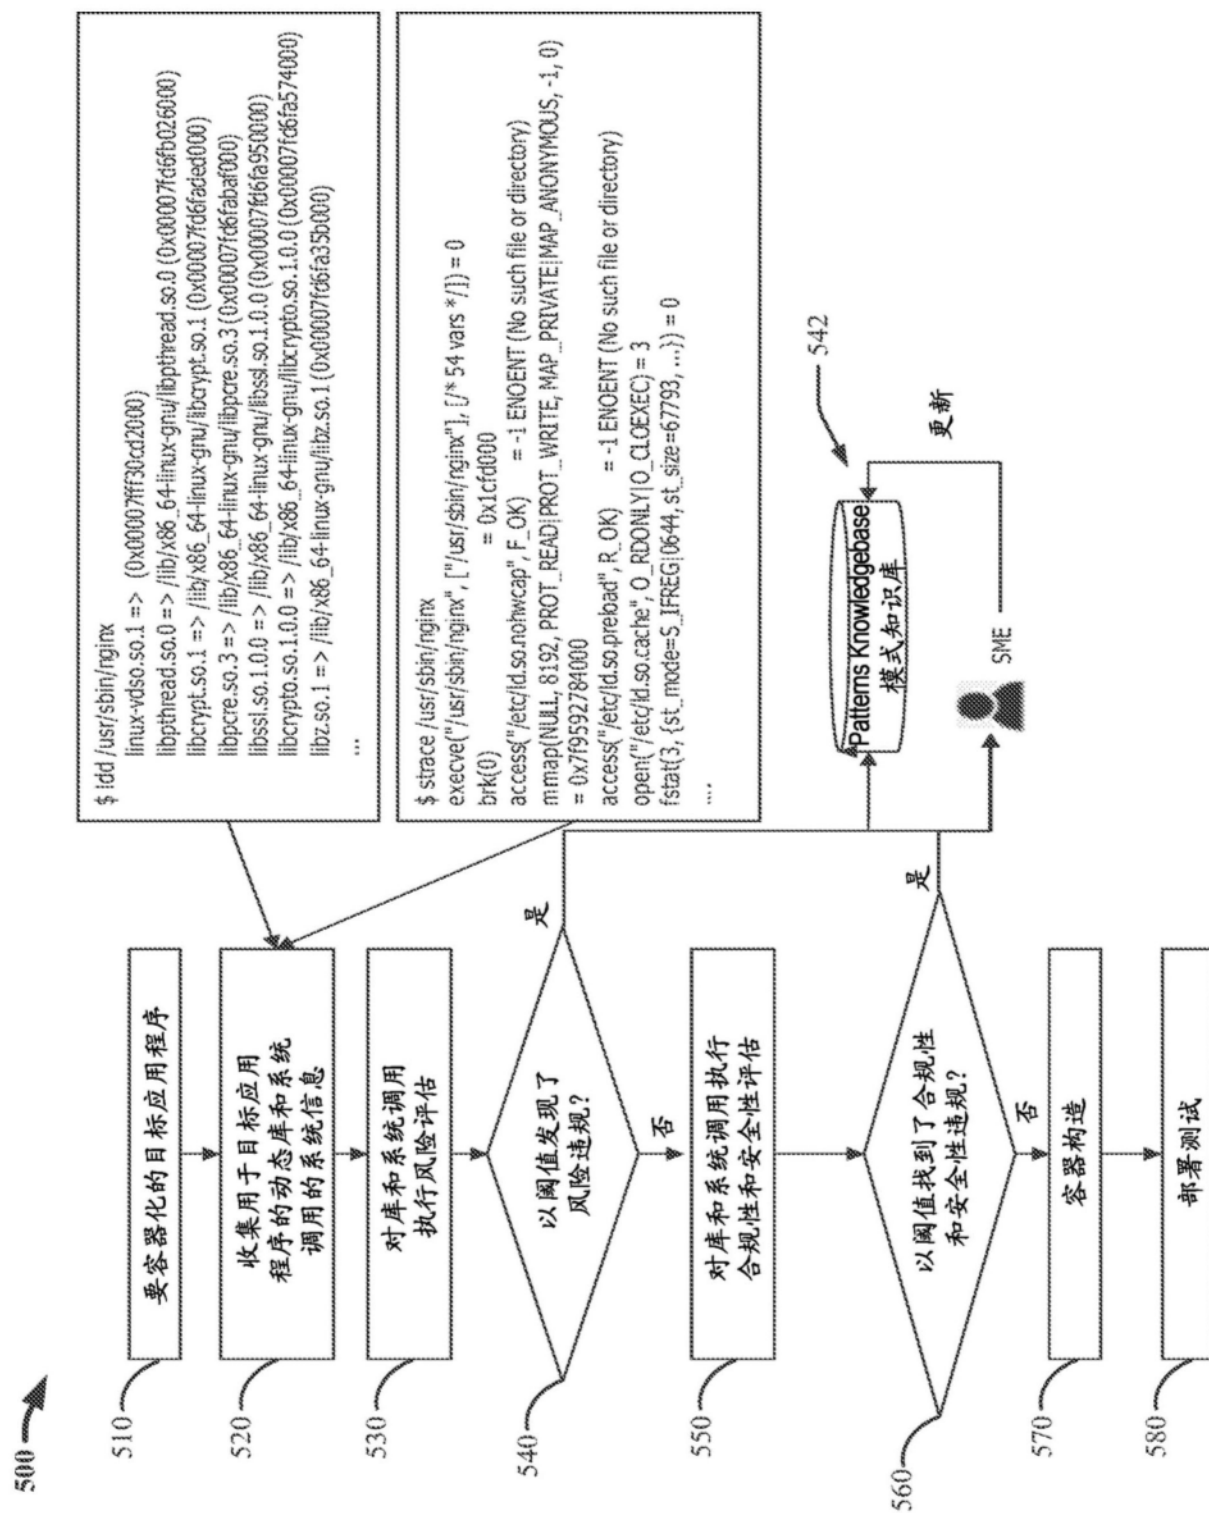 500
510
要容器化的目标应用程序
520
收集用于目标应用
程序的动态库和系统
调用的系统信息
$ ldd /usr/sbin/nginx
linux-vdso.so.1 => (0x00007fff30cd2000)
libpthread.so.0 => /lib/x86_64-linux-gnu/libpthread.so.0 (0x00007fd6fb026000)
libcrypt.so.1 => /lib/x86_64-linux-gnu/libcrypt.so.1 (0x00007fd6faded000)
libpcre.so.3 => /lib/x86_64-linux-gnu/libpcre.so.3 (0x00007fd6fabaf000)
libssl.so.1.0.0 => /lib/x86_64-linux-gnu/libssl.so.1.0.0 (0x00007fd6fa950000)
libcrypto.so.1.0.0 => /lib/x86_64-linux-gnu/libcrypto.so.1.0.0 (0x00007fd6fa574000)
libz.so.1 => /lib/x86_64-linux-gnu/libz.so.1 (0x00007fd6fa35b000)
...
$ strace /usr/sbin/nginx
execve("/usr/sbin/nginx", ["/usr/sbin/nginx"], [/* 54 vars */]) = 0
brk(0) = 0x1cfd000
access("/etc/ld.so.nohwcap", F_OK) = -1 ENOENT (No such file or directory)
mmap(NULL, 8192, PROT_READ|PROT_WRITE, MAP_PRIVATE|MAP_ANONYMOUS, -1, 0)
= 0x7f9592784000
access("/etc/ld.so.preload", R_OK) = -1 ENOENT (No such file or directory)
open("/etc/ld.so.cache", O_RDONLY|O_CLOEXEC) = 3
fstat(3, {st_mode=S_IFREG|0644, st_size=67793, ...}) = 0
....
530
对库和系统调用
执行风险评估
540
以阈值发现了
风险违规?
是
否
550
对库和系统调用执行
合规性和安全性评估
560
以阈值找到了合规性
和安全性违规?
是
否
542
Patterns Knowledgebase
模式知识库
更新
SME
570
容器构造
580
部署测试